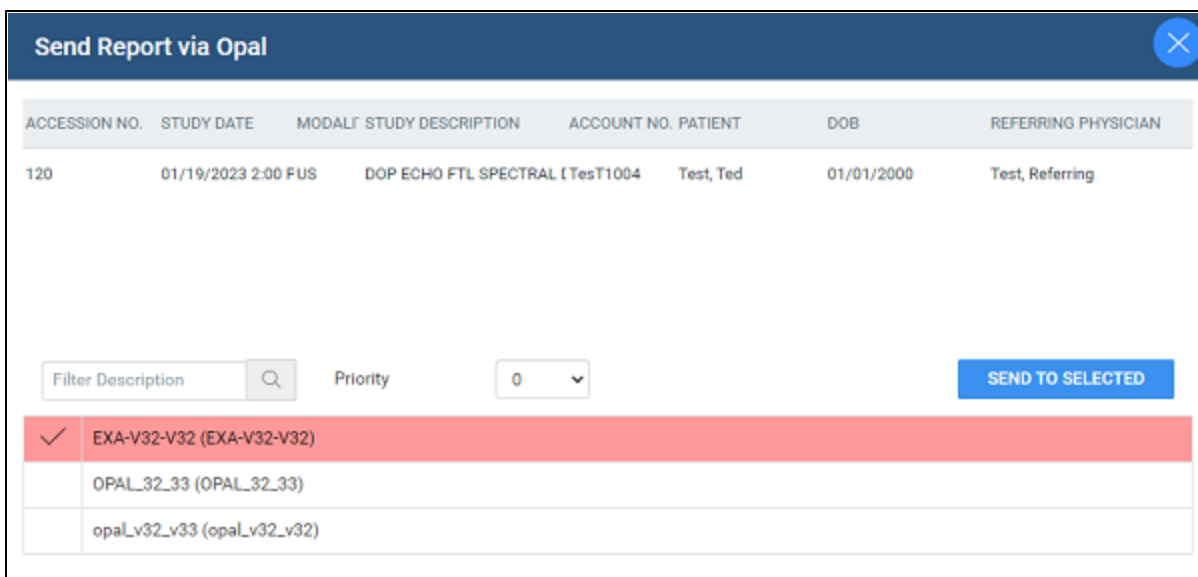 Send Report via Opal
ACCESSION NO. STUDY DATE MODALIT STUDY DESCRIPTION ACCOUNT NO. PATIENT DOB REFERRING PHYSICIAN
120 01/19/2023 2:00 F US DOP ECHO FTL SPECTRAL TesT1004 Test, Ted 01/01/2000 Test, Referring
Filter Description Priority 0 SEND TO SELECTED
EXA-V32-V32 (EXA-V32-V32)
OPAL_32_33 (OPAL_32_33)
opal_v32_v33 (opal_v32_v32)